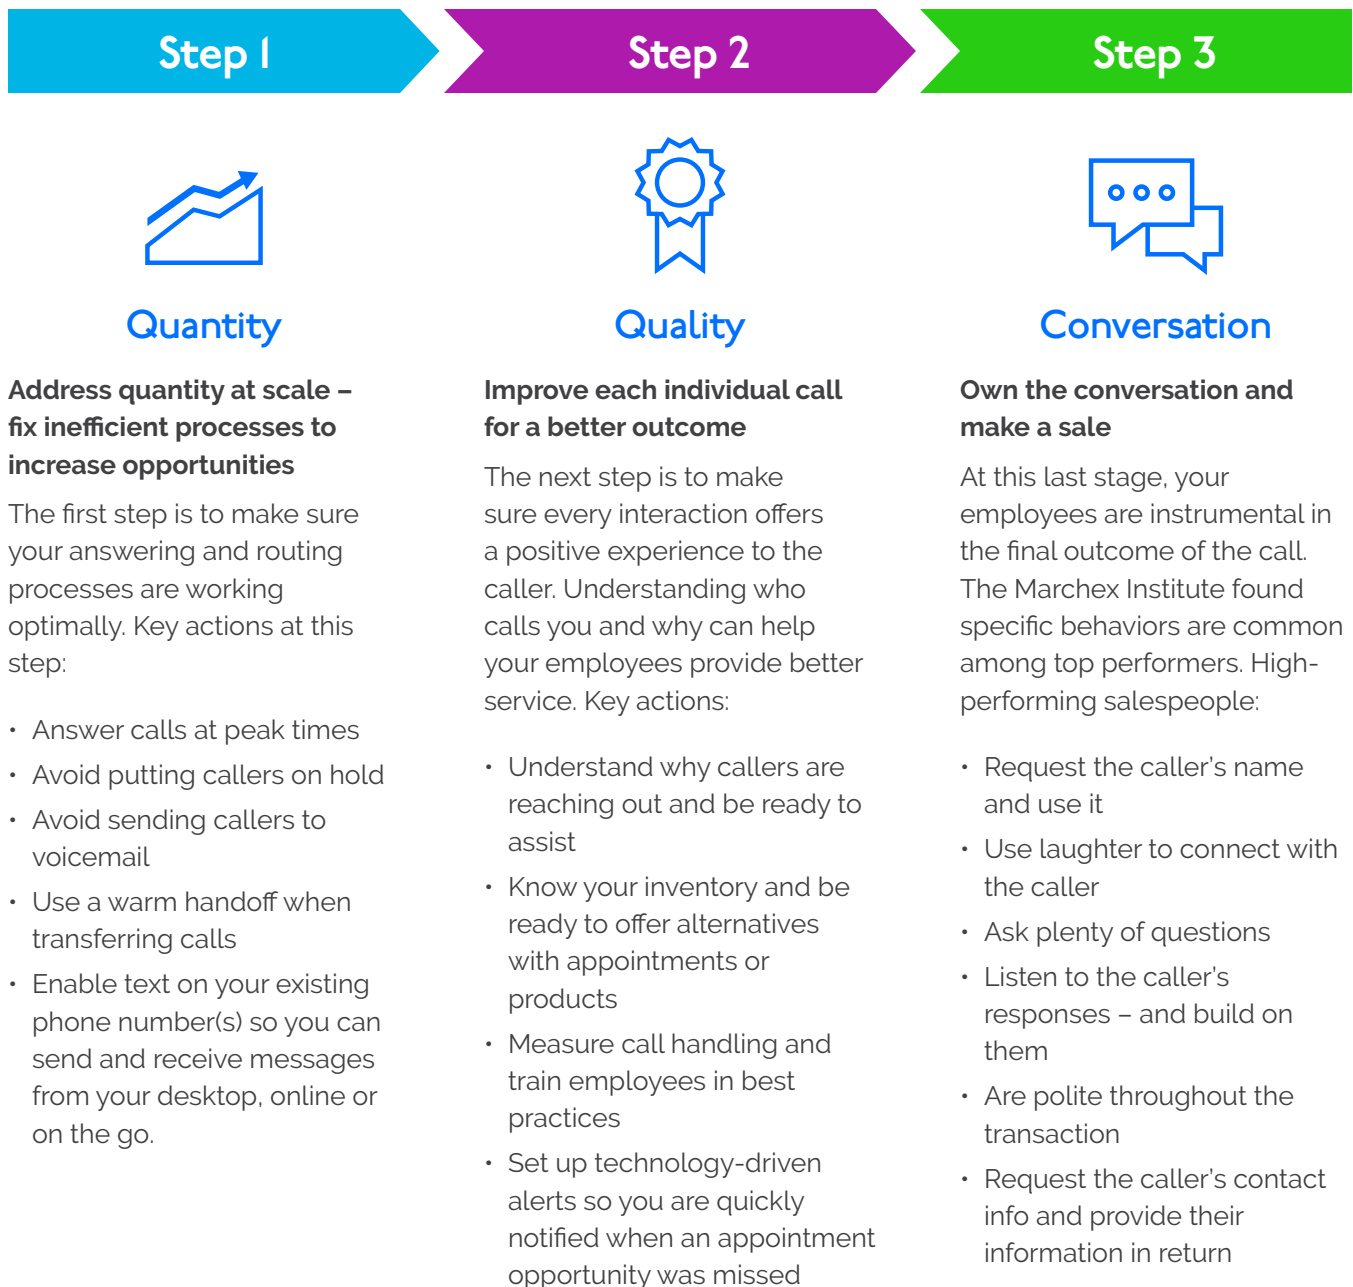 Step 1
Step 2
Step 3
Quantity
Address quantity at scale –
fix inefficient processes to
increase opportunities
The first step is to make sure
your answering and routing
processes are working
optimally. Key actions at this
step:
• Answer calls at peak times
• Avoid putting callers on hold
• Avoid sending callers to
voicemail
• Use a warm handoff when
transferring calls
• Enable text on your existing
phone number(s) so you can
send and receive messages
from your desktop, online or
on the go.
Quality
Improve each individual call
for a better outcome
The next step is to make
sure every interaction offers
a positive experience to the
caller. Understanding who
calls you and why can help
your employees provide better
service. Key actions:
• Understand why callers are
reaching out and be ready to
assist
• Know your inventory and be
ready to offer alternatives
with appointments or
products
• Measure call handling and
train employees in best
practices
• Set up technology-driven
alerts so you are quickly
notified when an appointment
opportunity was missed
Conversation
Own the conversation and
make a sale
At this last stage, your
employees are instrumental in
the final outcome of the call.
The Marchex Institute found
specific behaviors are common
among top performers. High-
performing salespeople:
• Request the caller's name
and use it
• Use laughter to connect with
the caller
• Ask plenty of questions
• Listen to the caller's
responses – and build on
them
• Are polite throughout the
transaction
• Request the caller's contact
info and provide their
information in return